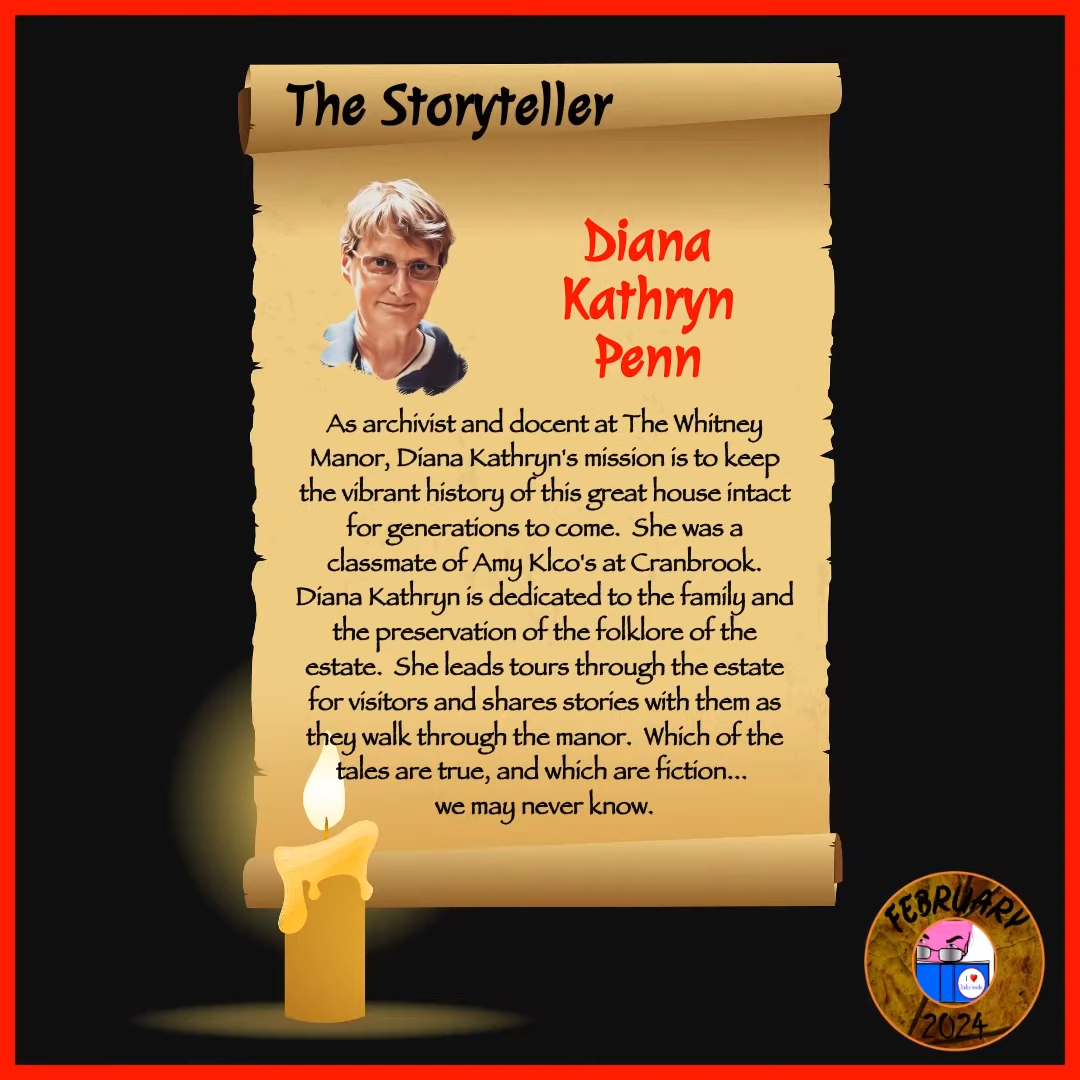 The Storyteller
Diana
Kathryn
Penn
As archivist and docent at The Whitney
Manor, Diana Kathryn's mission is to keep
the vibrant history of this great house intact
for generations to come.  She was a
classmate of Amy Klco's at Cranbrook.
Diana Kathryn is dedicated to the family and
the preservation of the folklore of the
estate.  She leads tours through the estate
for visitors and shares stories with them as
they walk through the manor.  Which of the
tales are true, and which are fiction...
we may never know.
FEBRUARY
I ❤
2024